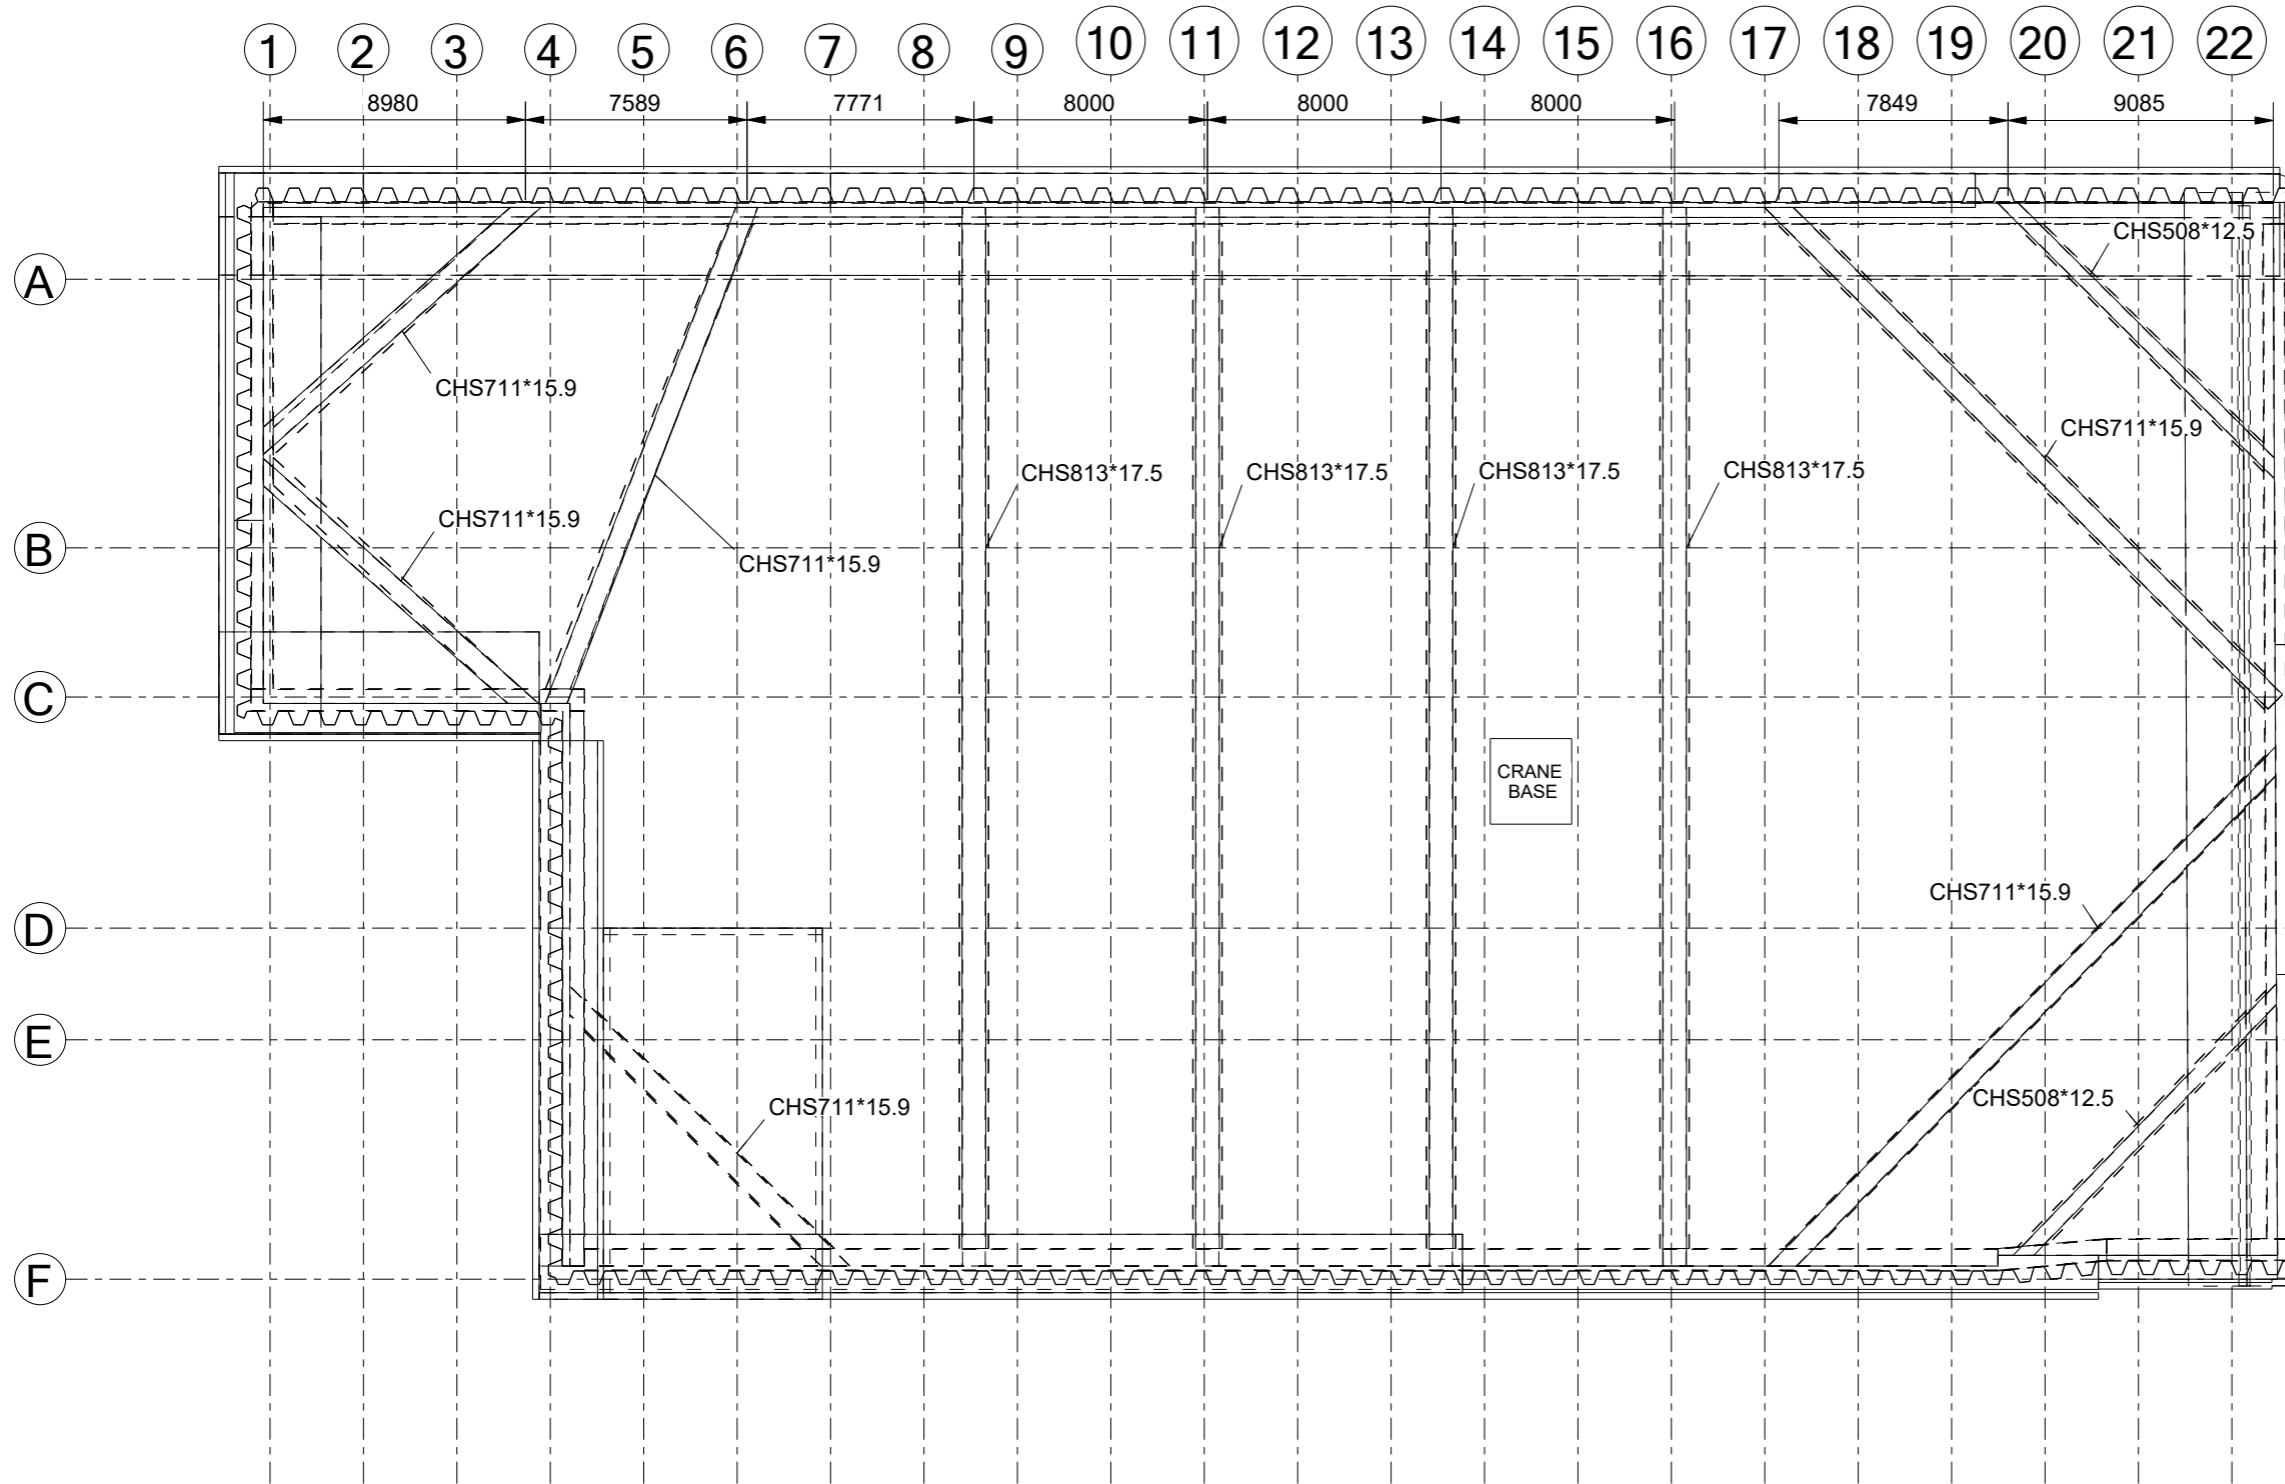 1 2 3 4 5 6 7 8 9 10 11 12 13 14 15 16 17 18 19 20 21 22
8980 7589 7771 8000 8000 8000 7849 9085
CHS508*12.5
A
CHS711*15.9
CHS711*15.9
CHS813*17.5 CHS813*17.5 CHS813*17.5 CHS813*17.5
CHS711*15.9
B
CHS711*15.9
C
CRANE
BASE
CHS711*15.9
D
E
CHS508*12.5
CHS711*15.9
F